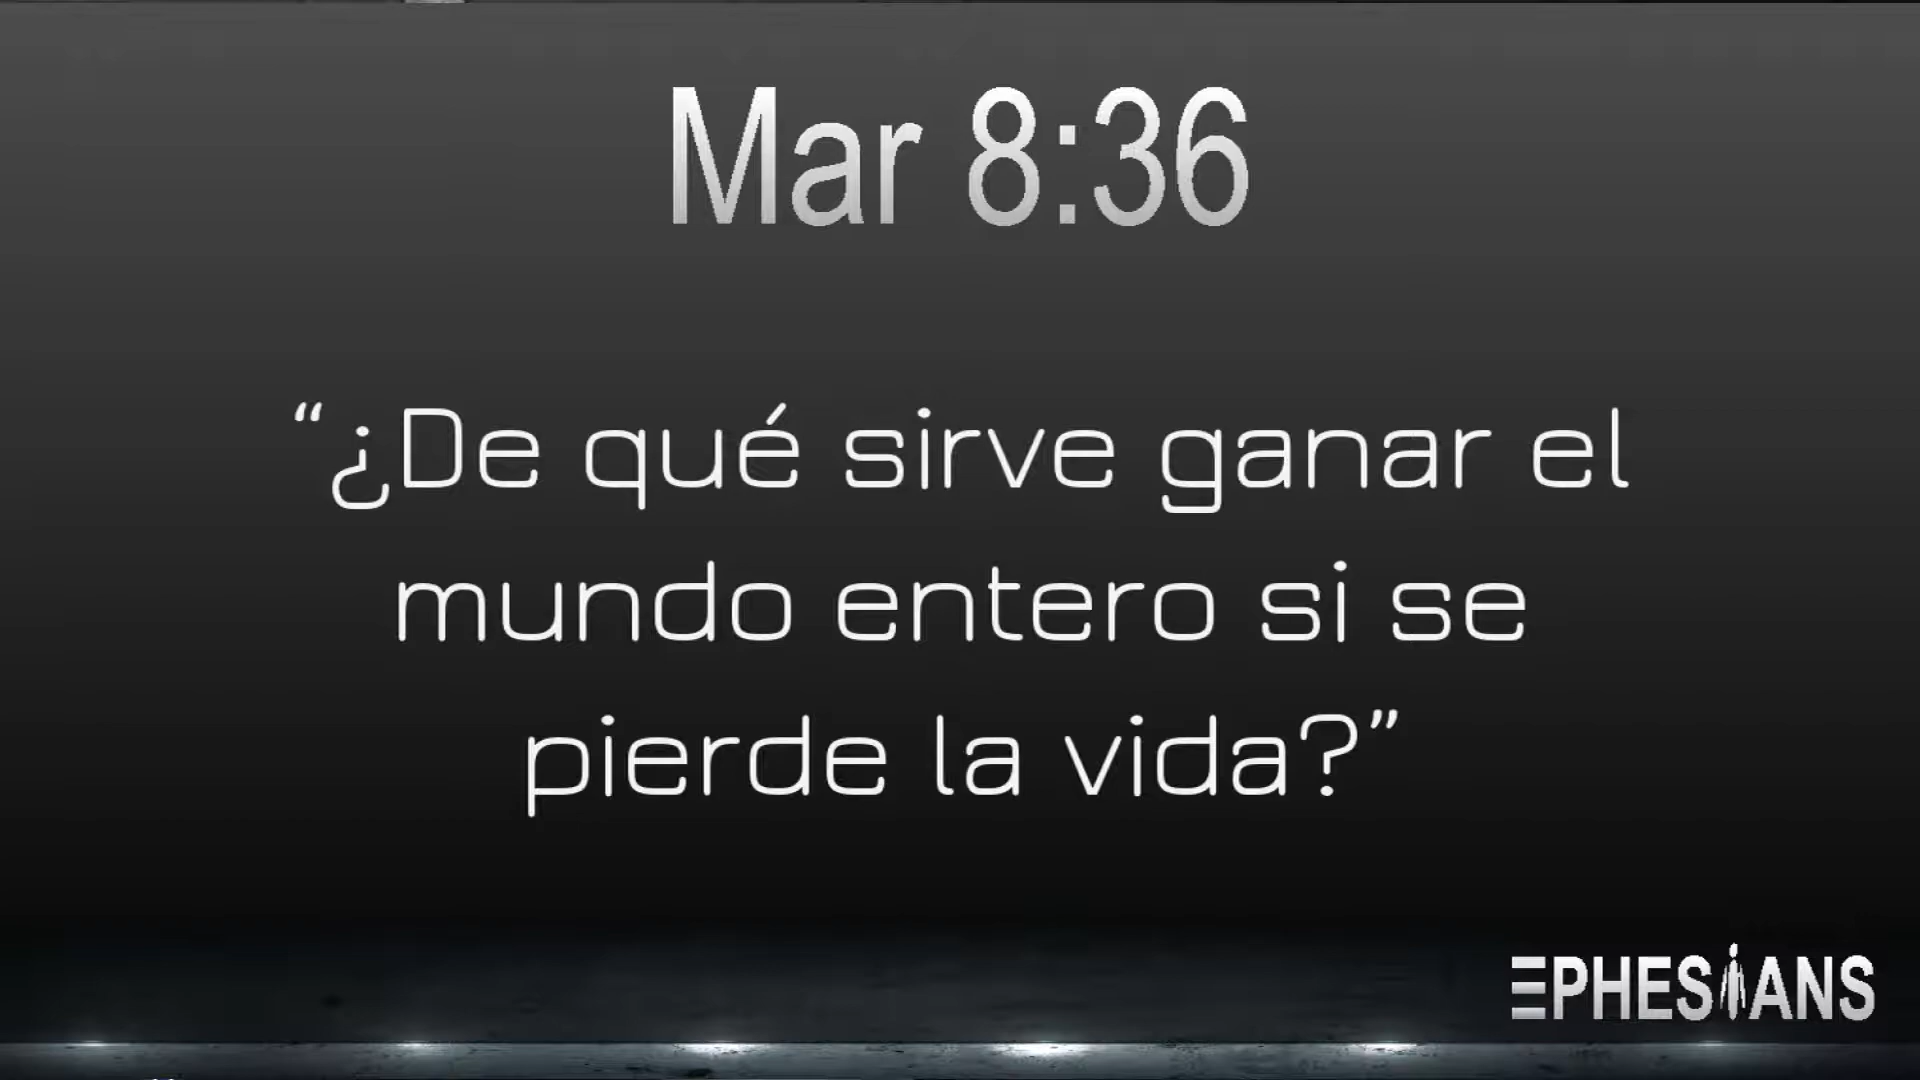 Mar 8:36
“¿De qué sirve ganar el
mundo entero si se
pierde la vida?”
EPHESIANS